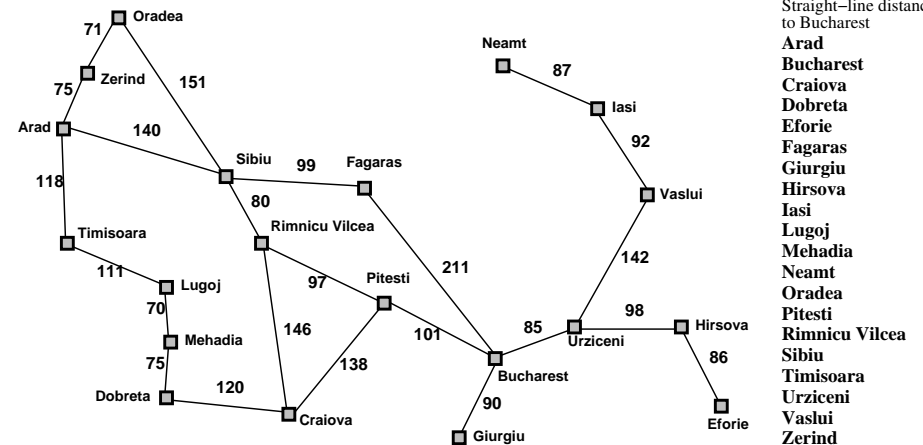 Oradea
71
Zerind
75
151
Arad
140
118
Sibiu
99
Fagaras
80
Timisoara
Rimnicu Vilcea
111
Lugoj
97
Pitesti
211
70
146
Mehadia
101
75
138
Dobreta
120
Craiova
Bucharest
90
Giurgiu
85
Urziceni
98
Hirsova
86
Eforie
142
Vaslui
92
Iasi
87
Neamt
Straight−line distanc
to Bucharest
Arad
Bucharest
Craiova
Dobreta
Eforie
Fagaras
Giurgiu
Hirsova
Iasi
Lugoj
Mehadia
Neamt
Oradea
Pitesti
Rimnicu Vilcea
Sibiu
Timisoara
Urziceni
Vaslui
Zerind